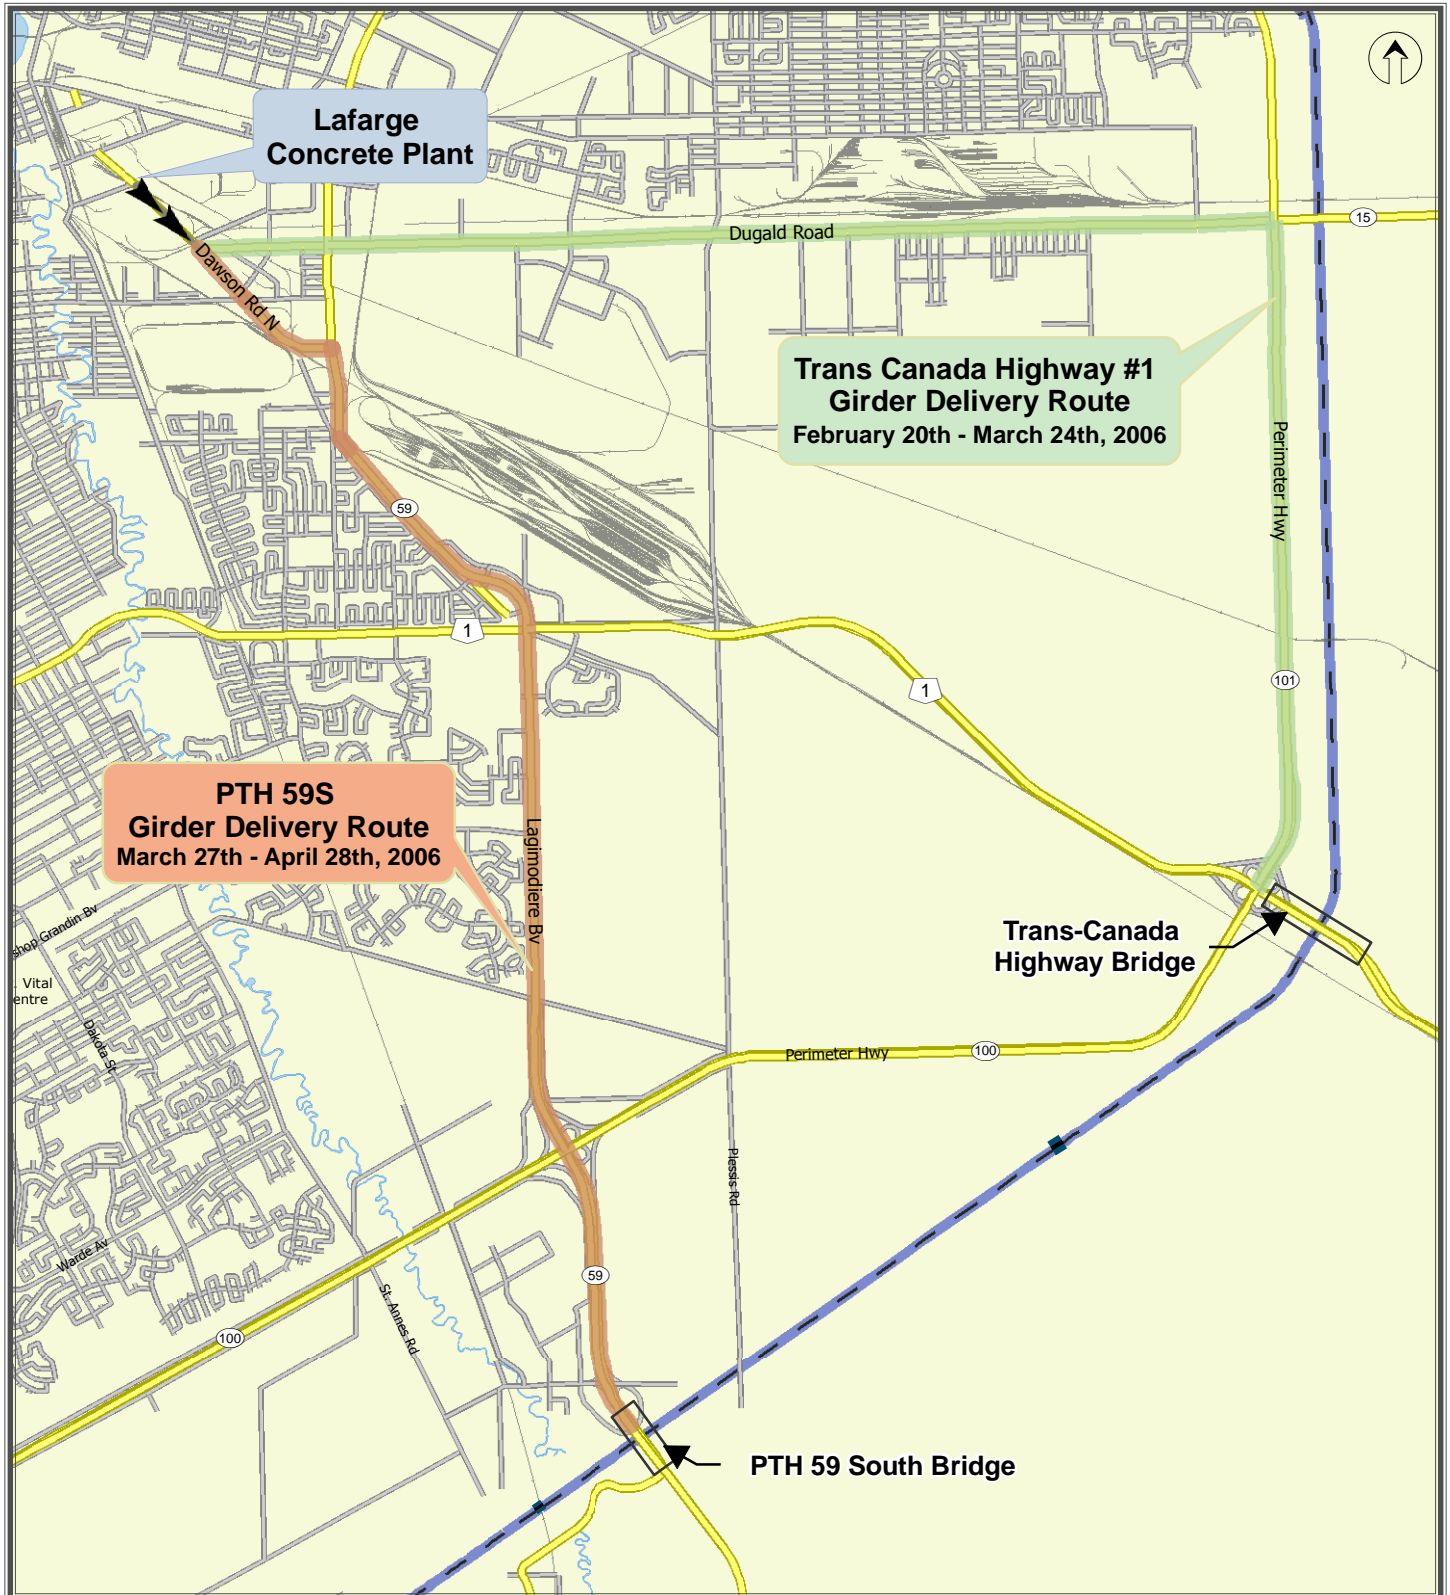 Lafarge
Concrete Plant
15
Dugald Road
Dawson Rd N
Trans Canada Highway #1
Girder Delivery Route
February 20th - March 24th, 2006
Perimeter Hwy
59
1
101
1
PTH 59S
Girder Delivery Route
March 27th - April 28th, 2006
Lagimodiere Bv
shop Grandin Bv
Trans-Canada
Highway Bridge
. Vital
entre
Dakota St
Perimeter Hwy
100
Plessis Rd
Warde Av
59
St. Annes Rd
100
PTH 59 South Bridge